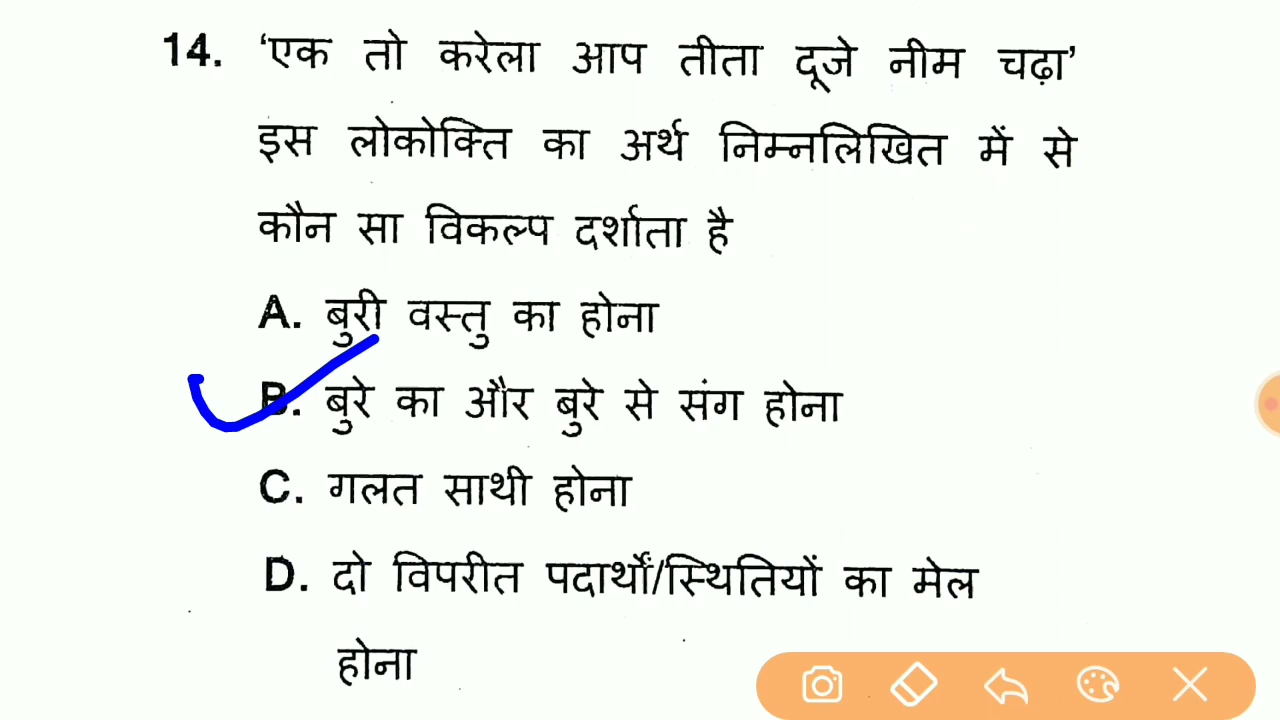 14. ‘एक तो करेला आप तीता दूजे नीम चढ़ा’
इस लोकोक्ति का अर्थ निम्नलिखित में से
कौन सा विकल्प दर्शाता है
A. बुरी वस्तु का होना
B. बुरे का और बुरे से संग होना
C. गलत साथी होना
D. दो विपरीत पदार्थों/स्थितियों का मेल
होना